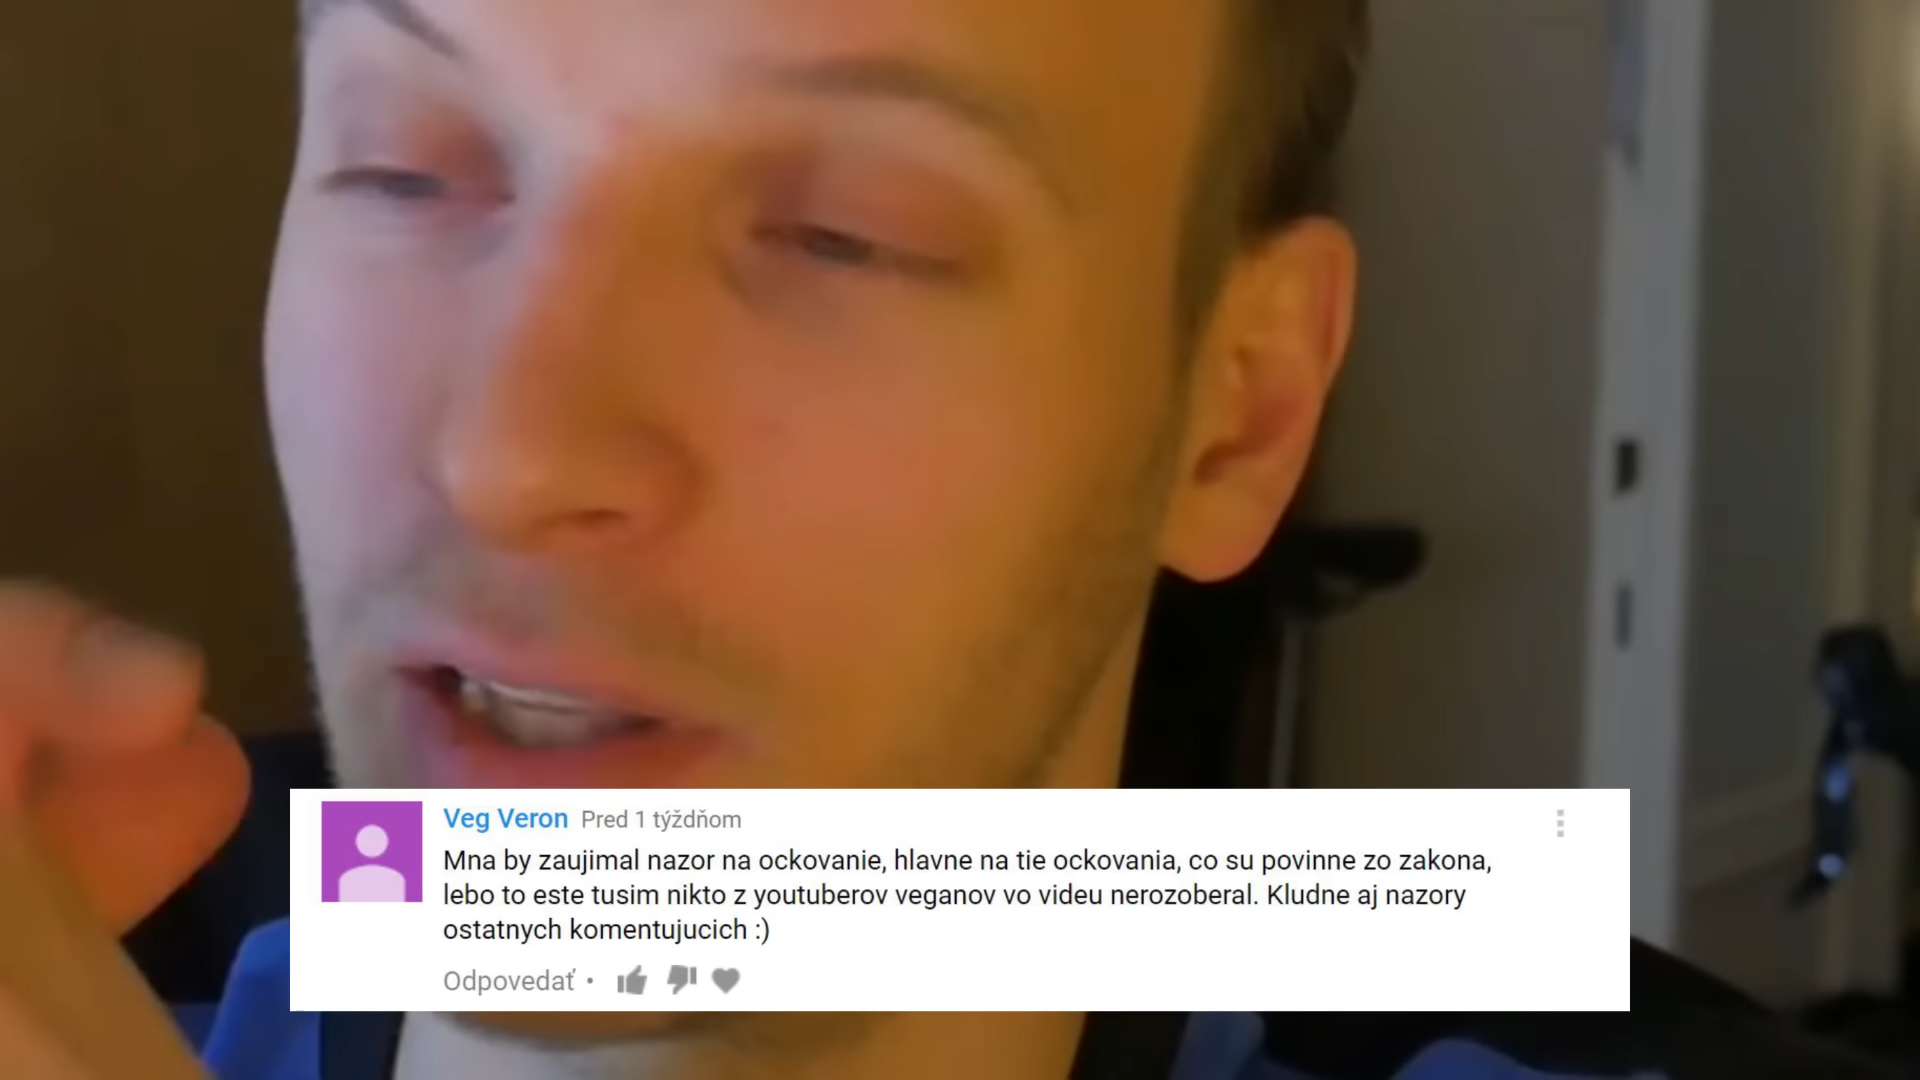 Veg Veron Pred 1 týždňom
Mna by zaujimal nazor na ockovanie, hlavne na tie ockovania, co su povinne zo zakona,
lebo to este tusim nikto z youtuberov veganov vo videu nerozoberal. Kludne aj nazory
ostatnych komentujucich :)
Odpovedať •